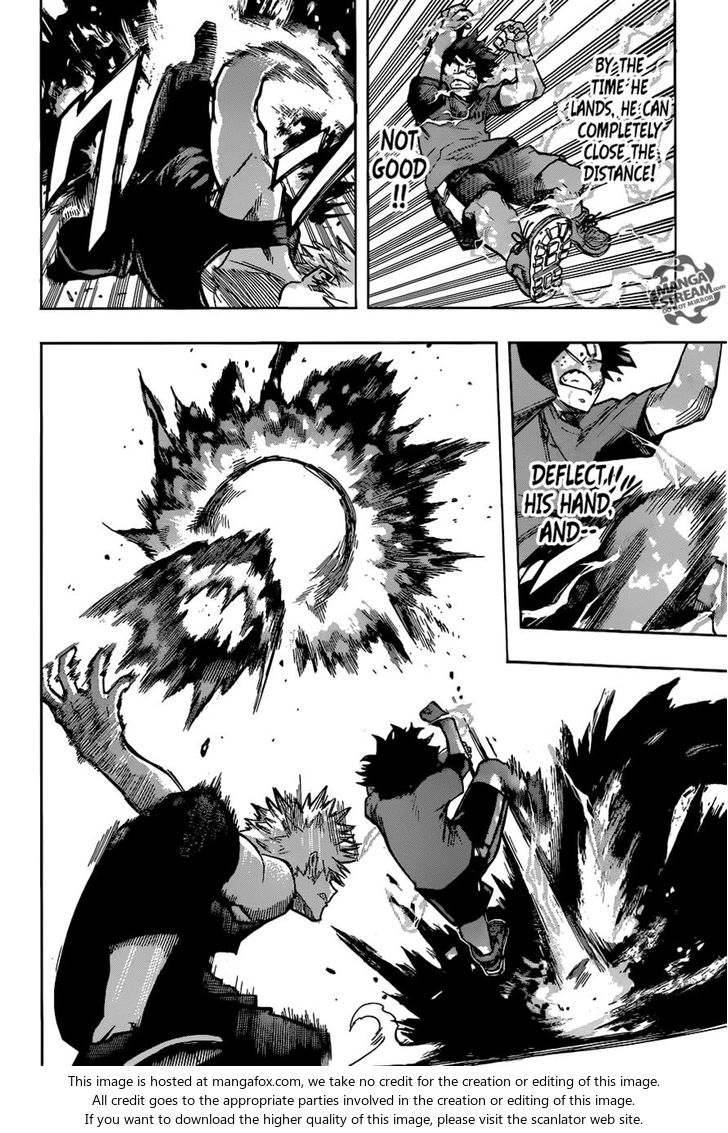 BY THE
TIME HE
LANDS, HE CAN
COMPLETELY
CLOSE THE
DISTANCE!
NOT
GOOD
!!
MANGA
STREAM.com
DO NOT MIRROR
DEFLECT
HIS HAND,
AND--
!!
This image is hosted at mangafox.com, we take no credit for the creation or editing of this image.
All credit goes to the appropriate parties involved in the creation or editing of this image.
If you want to download the higher quality of this image, please visit the scanlator web site.